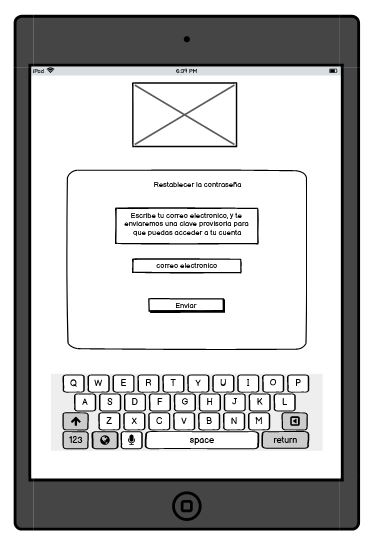 iPad 6:39 PM
Restablecer la contraseña
Escribe tu correo electronico, y te
enviaremos una clave provisoria para
que puedas acceder a tu cuenta
correo electronico
Enviar
Q W E R T Y U I O P
A S D F G H J K L
Z X C V B N M
123 space return